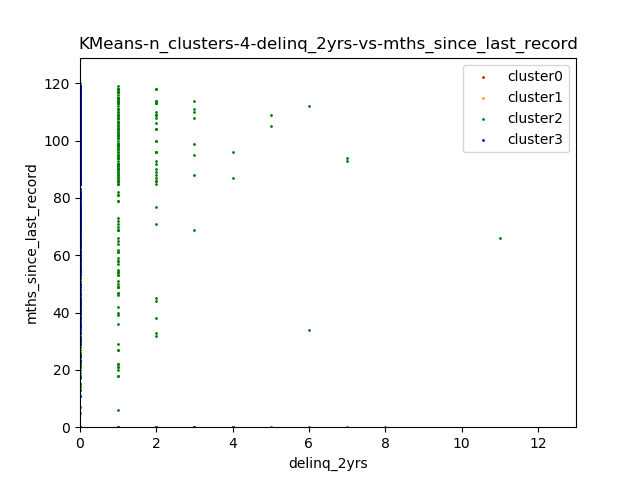 KMeans-n_clusters-4-delinq_2yrs-vs-mths_since_last_record
cluster0
cluster1
cluster2
cluster3
mths_since_last_record
120
100
80
60
40
20
0
0 2 4 6 8 10 12
delinq_2yrs